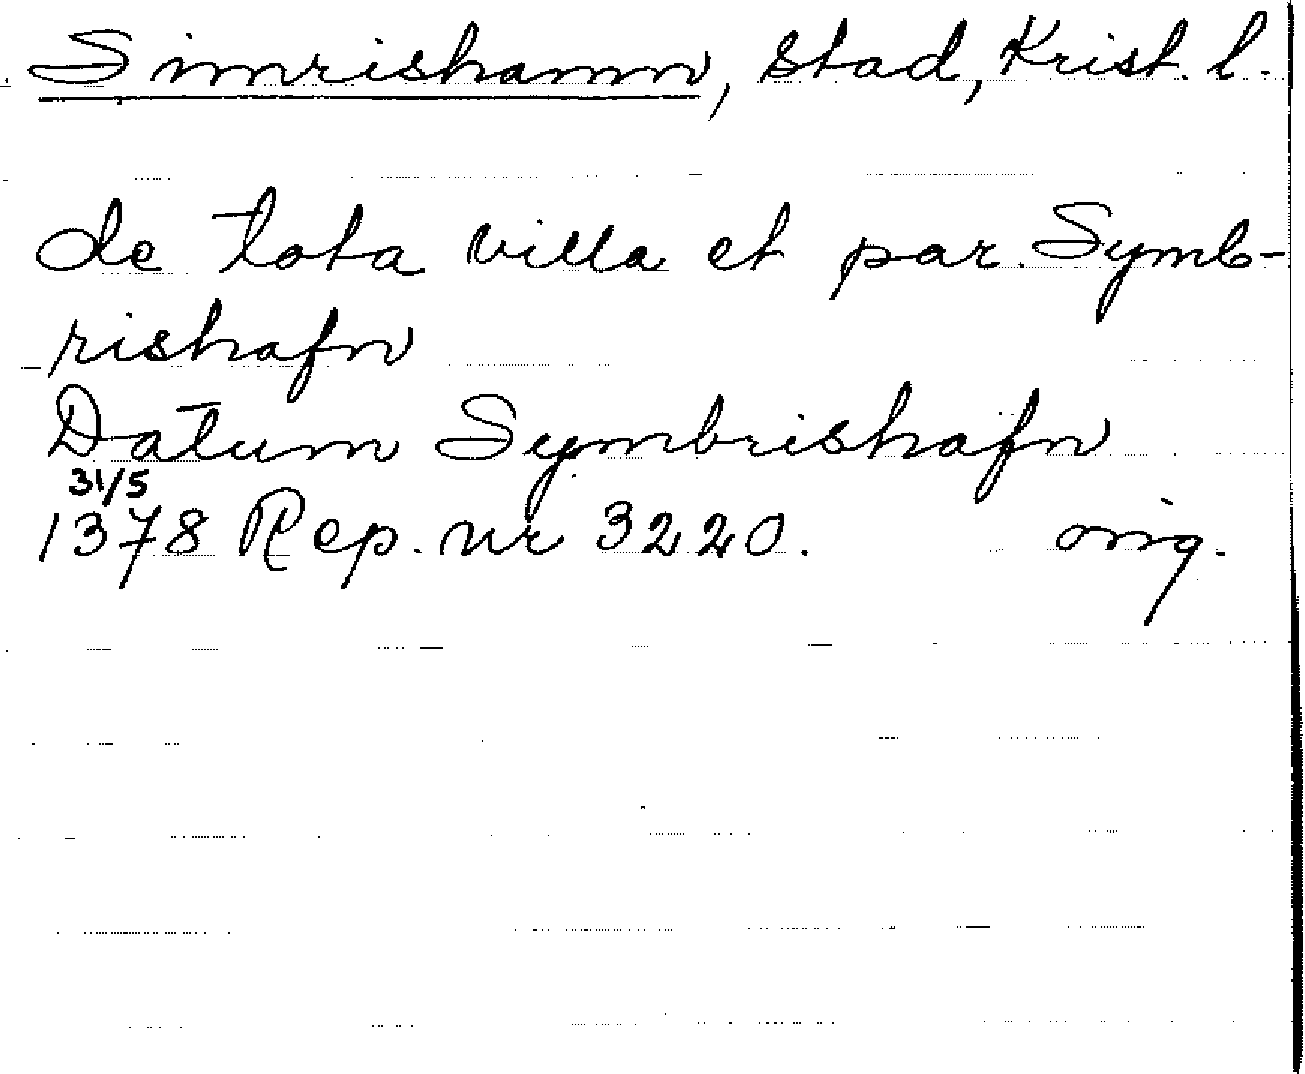 Simrishamn, stad, Krist. l.
de tota villa et par. Symb-
rishafn
Datum Symbrishafn
31/5
1378 Rep. nr 3220. orig.